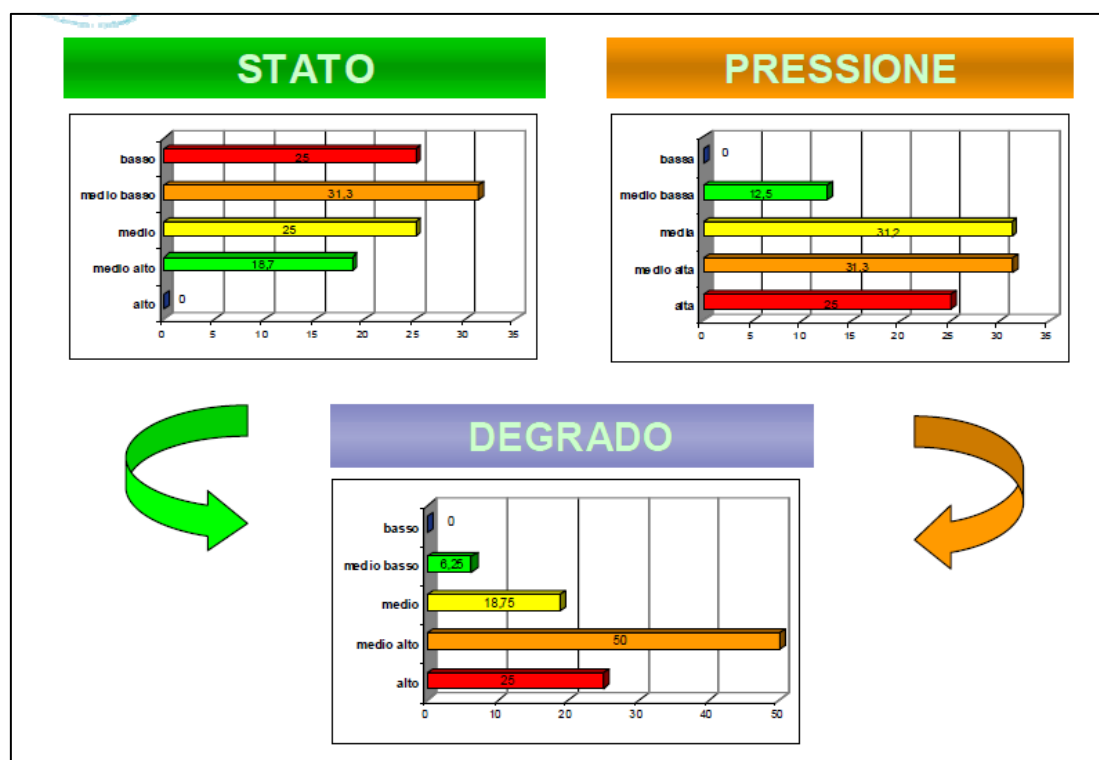 STATO
basso
25
medio basso
31,3
medio
25
medio alto
18,7
alto
0
0 5 10 15 20 25 30 35
PRESSIONE
bassa
0
medio bassa
12,5
media
31,2
medio alta
31,3
alta
25
0 5 10 15 20 25 30 35
DEGRADO
basso
0
medio basso
6,25
medio
18,75
medio alto
50
alto
25
0 10 20 30 40 50